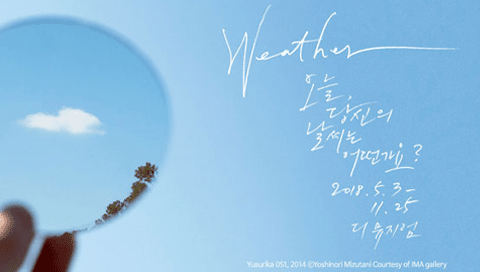 Weather
오늘,
당신의
날씨는
어떤가요?
2018. 5. 3-
11. 25
디뮤지엄
Yusurika 051, 2014 ©Yoshinori Mizutani Courtesy of IMA gallery